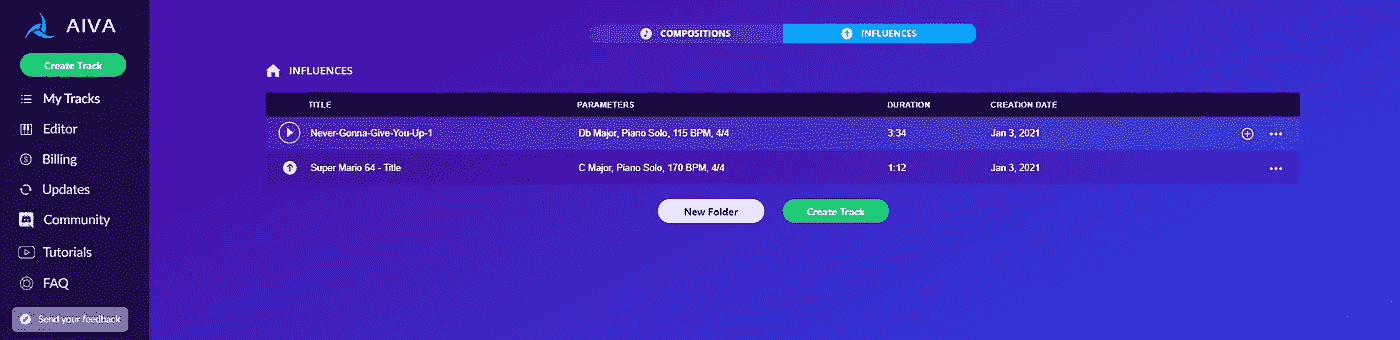 AIVA
Create Track
My Tracks
Editor
Billing
Updates
Community
Tutorials
FAQ
Send your feedback
COMPOSITIONS INFLUENCES
INFLUENCES
TITLE PARAMETERS DURATION CREATION DATE
Never-Gonna-Give-You-Up-1 Db Major, Piano Solo, 115 BPM, 4/4 3:34 Jan 3, 2021
Super Mario 64 - Title C Major, Piano Solo, 170 BPM, 4/4 1:12 Jan 3, 2021
New Folder Create Track